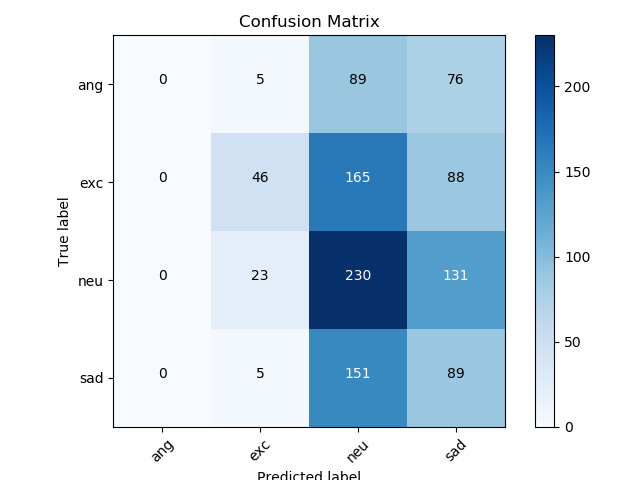 Confusion Matrix
ang 0 5 89 76
exc 0 46 165 88
neu 0 23 230 131
sad 0 5 151 89
True label
ang exc neu sad
Predicted label
200
150
100
50
0